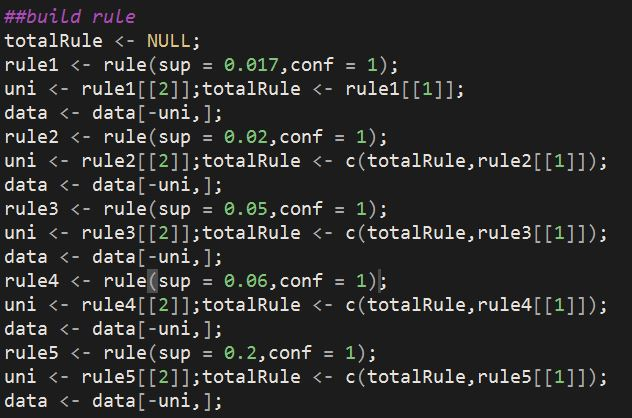 ##build rule
totalRule <- NULL;
rule1 <- rule(sup = 0.017,conf = 1);
uni <- rule1[[2]];totalRule <- rule1[[1]];
data <- data[-uni,];
rule2 <- rule(sup = 0.02,conf = 1);
uni <- rule2[[2]];totalRule <- c(totalRule,rule2[[1]]);
data <- data[-uni,];
rule3 <- rule(sup = 0.05,conf = 1);
uni <- rule3[[2]];totalRule <- c(totalRule,rule3[[1]]);
data <- data[-uni,];
rule4 <- rule(sup = 0.06,conf = 1);
uni <- rule4[[2]];totalRule <- c(totalRule,rule4[[1]]);
data <- data[-uni,];
rule5 <- rule(sup = 0.2,conf = 1);
uni <- rule5[[2]];totalRule <- c(totalRule,rule5[[1]]);
data <- data[-uni,];